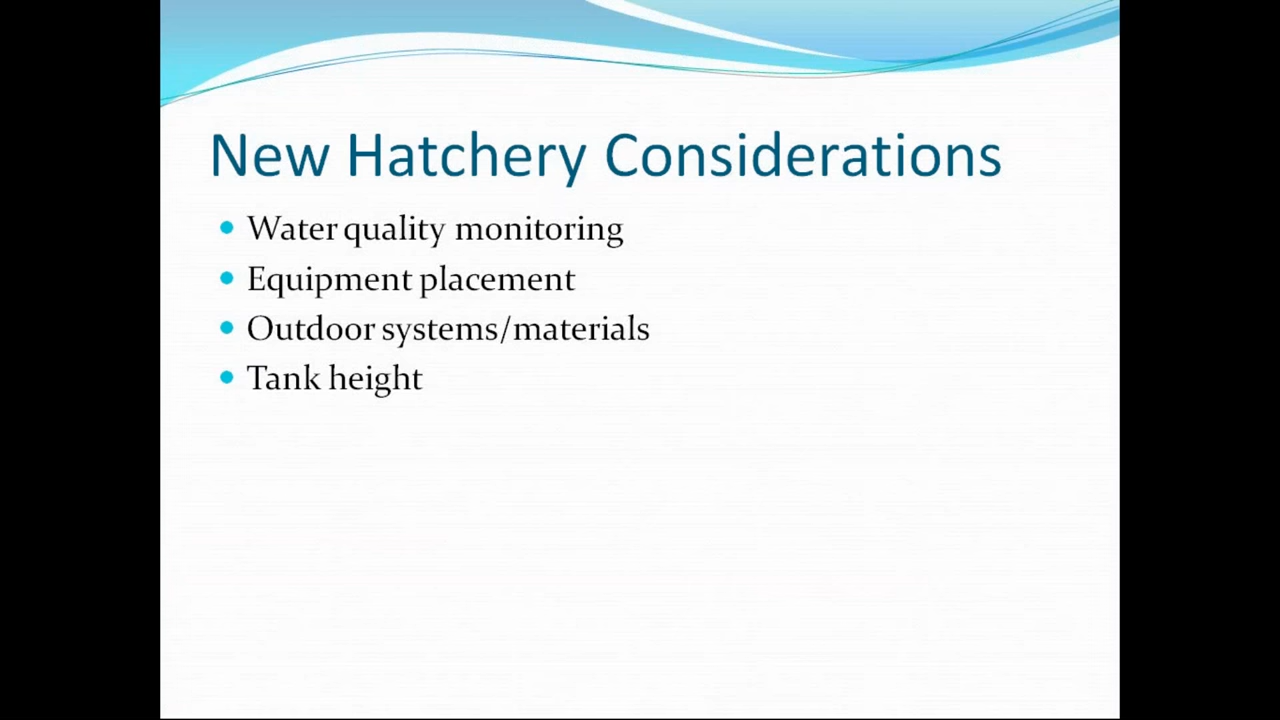 New Hatchery Considerations
Water quality monitoring
Equipment placement
Outdoor systems/materials
Tank height